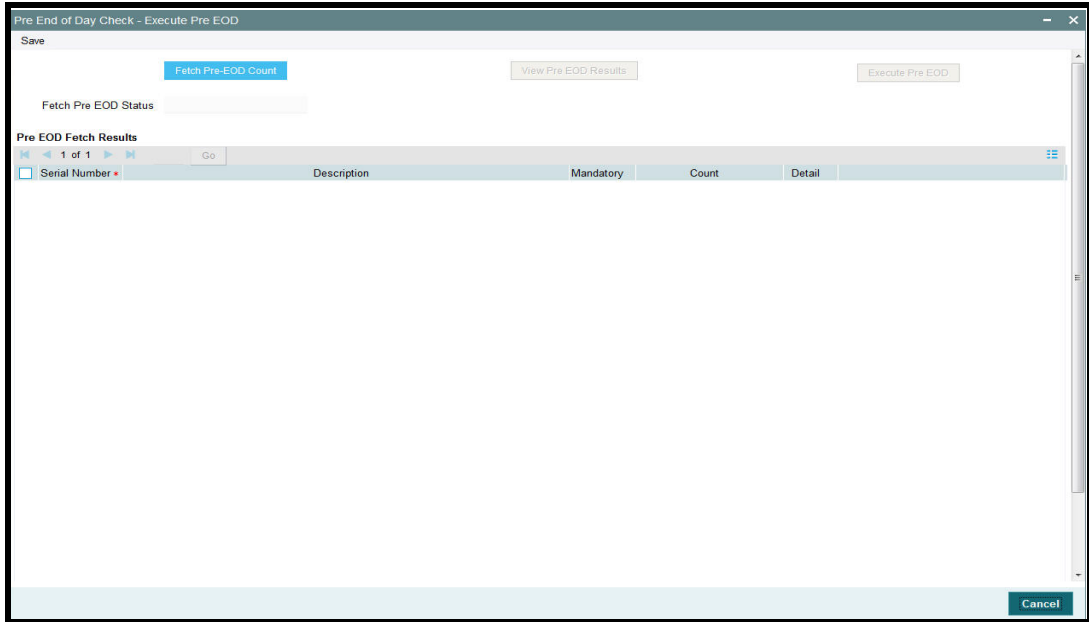 Pre End of Day Check - Execute Pre EOD
Save
Fetch Pre-EOD Count View Pre EOD Results Execute Pre EOD
Fetch Pre EOD Status
Pre EOD Fetch Results
1 of 1 Go
Serial Number * Description Mandatory Count Detail
Cancel